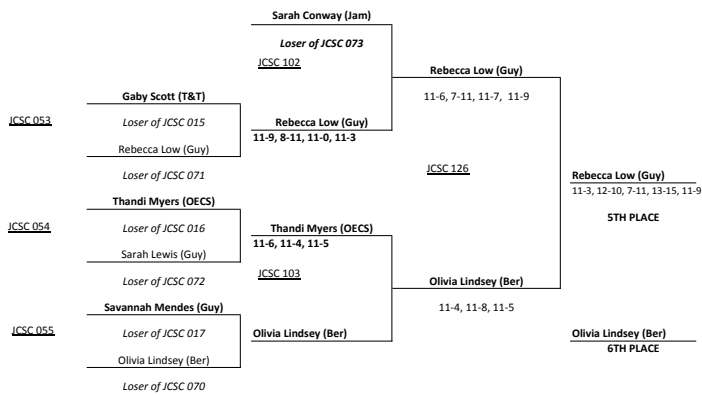 Sarah Conway (Jam)
Loser of JCSC 073
JCSC 102
Rebecca Low (Guy)
Gaby Scott (T&T)
11-6, 7-11, 11-7, 11-9
JCSC 053
Loser of JCSC 015
Rebecca Low (Guy)
11-9, 8-11, 11-0, 11-3
Rebecca Low (Guy)
JCSC 126
Loser of JCSC 071
Rebecca Low (Guy)
11-3, 12-10, 7-11, 13-15, 11-9
Thandi Myers (OECS)
5TH PLACE
JCSC 054
Loser of JCSC 016
Thandi Myers (OECS)
11-6, 11-4, 11-5
Sarah Lewis (Guy)
JCSC 103
Loser of JCSC 072
Olivia Lindsey (Ber)
Savannah Mendes (Guy)
11-4, 11-8, 11-5
JCSC 055
Loser of JCSC 017
Olivia Lindsey (Ber)
Olivia Lindsey (Ber)
6TH PLACE
Olivia Lindsey (Ber)
Loser of JCSC 070